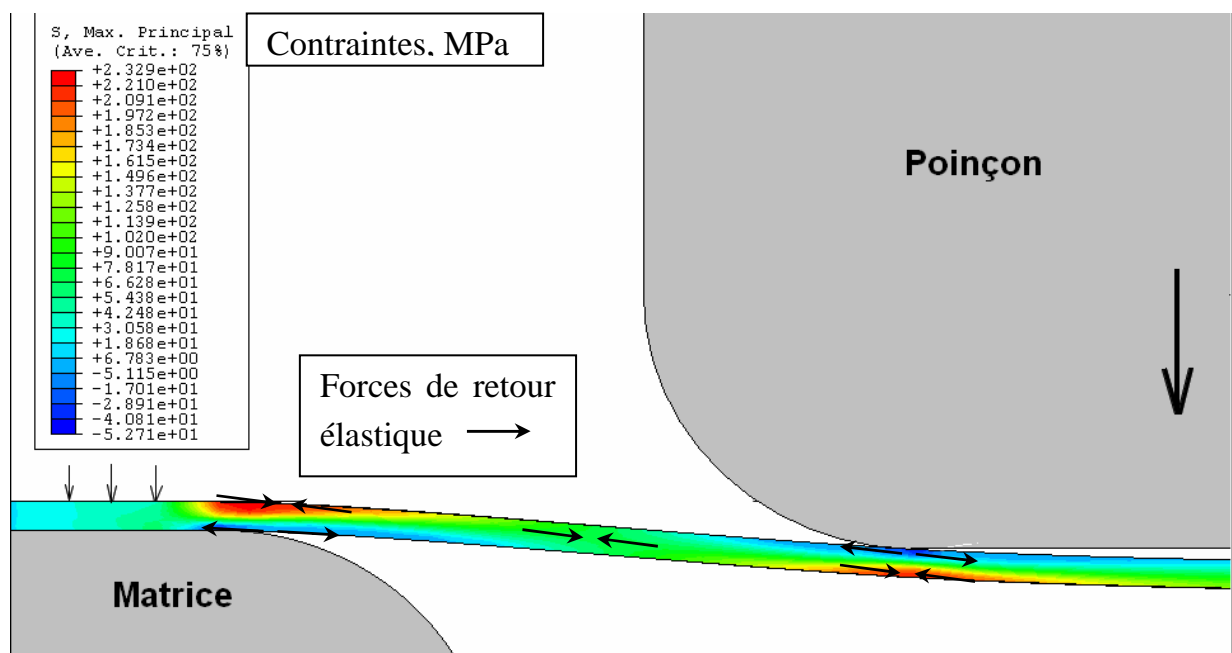 S, Max. Principal
(Ave. Crit.: 75%)
+2.329e+02
+2.210e+02
+2.091e+02
+1.972e+02
+1.853e+02
+1.734e+02
+1.615e+02
+1.496e+02
+1.377e+02
+1.258e+02
+1.139e+02
+1.020e+02
+9.007e+01
+7.817e+01
+6.628e+01
+5.438e+01
+4.248e+01
+3.058e+01
+1.868e+01
+6.783e+00
-5.115e+00
-1.701e+01
-2.891e+01
-4.081e+01
-5.271e+01
Contraintes. MPa
Poinçon
Forces de retour
élastique
Matrice